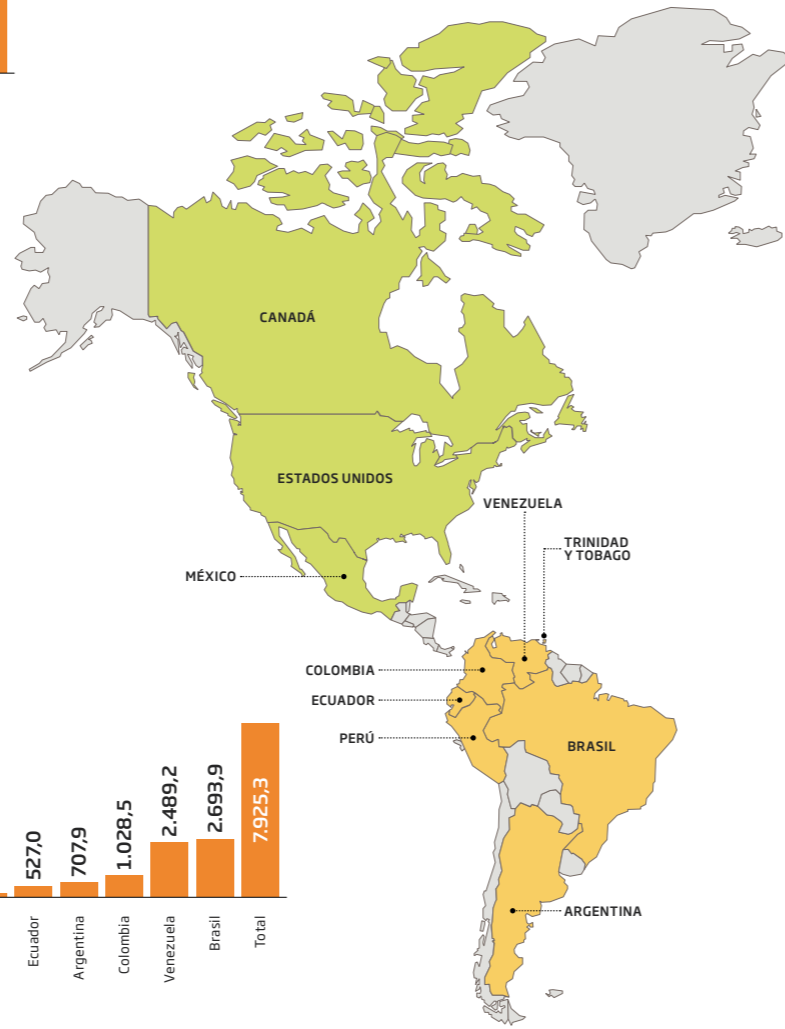 CANADÁ
ESTADOS UNIDOS
VENEZUELA
TRINIDAD
Y TOBAGO
MÉXICO
COLOMBIA
ECUADOR
PERÚ
BRASIL
ARGENTINA
527,0
707,9
1.028,5
2.489,2
2.693,9
7.925,3
Ecuador
Argentina
Colombia
Venezuela
Brasil
Total